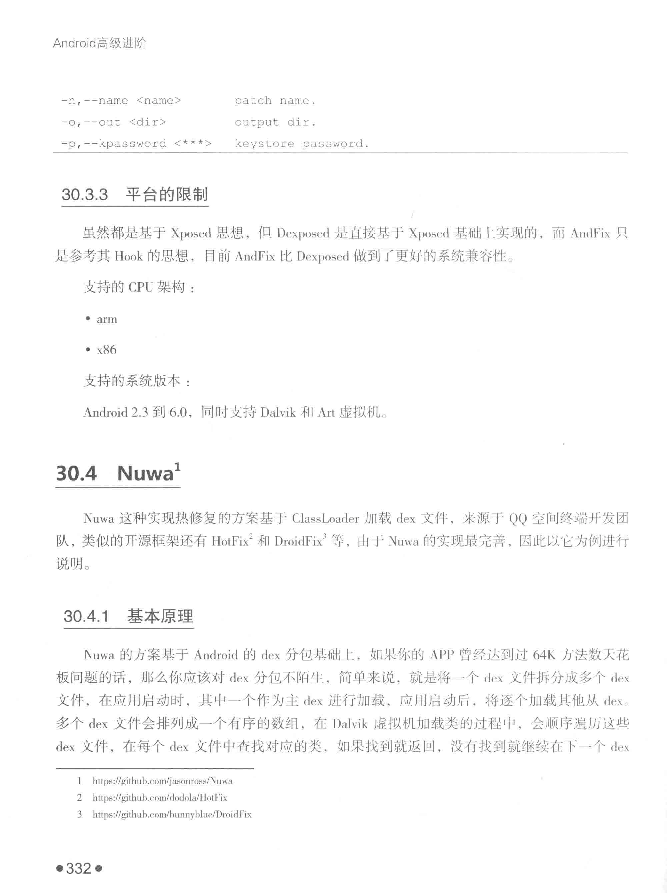 Android高级进阶
-n,--name <name> patch name.
-o,--out <dir> output dir.
-p,--kpassword <***> keystore password.
30.3.3 平台的限制
虽然都是基于 Xposed 思想，但 Dexposed 是直接基于 Xposed 基础上实现的，而 AndFix 只
是参考其 Hook 的思想，目前 AndFix 比 Dexposed 做到了更好的系统兼容性。
支持的 CPU 架构：
• arm
• x86
支持的系统版本：
Android 2.3 到 6.0，同时支持 Dalvik 和 Art 虚拟机。
30.4 Nuwa1
Nuwa 这种实现热修复的方案基于 ClassLoader 加载 dex 文件，来源于 QQ 空间终端开发团
队，类似的开源框架还有 HotFix2 和 DroidFix3 等，由于 Nuwa 的实现最完善，因此以它为例进行
说明。
30.4.1 基本原理
Nuwa 的方案基于 Android 的 dex 分包基础上，如果你的 APP 曾经达到过 64K 方法数天花
板问题的话，那么你应该对 dex 分包不陌生，简单来说，就是将一个 dex 文件拆分成多个 dex
文件，在应用启动时，其中一个作为主 dex 进行加载，应用启动后，将逐个加载其他从 dex。
多个 dex 文件会排列成一个有序的数组，在 Dalvik 虚拟机加载类的过程中，会顺序遍历这些
dex 文件，在每个 dex 文件中查找对应的类，如果找到就返回，没有找到就继续在下一个 dex
1 https://github.com/jasonross/Nuwa
2 https://github.com/dodola/HotFix
3 https://github.com/bunnyblue/DroidFix
●332●